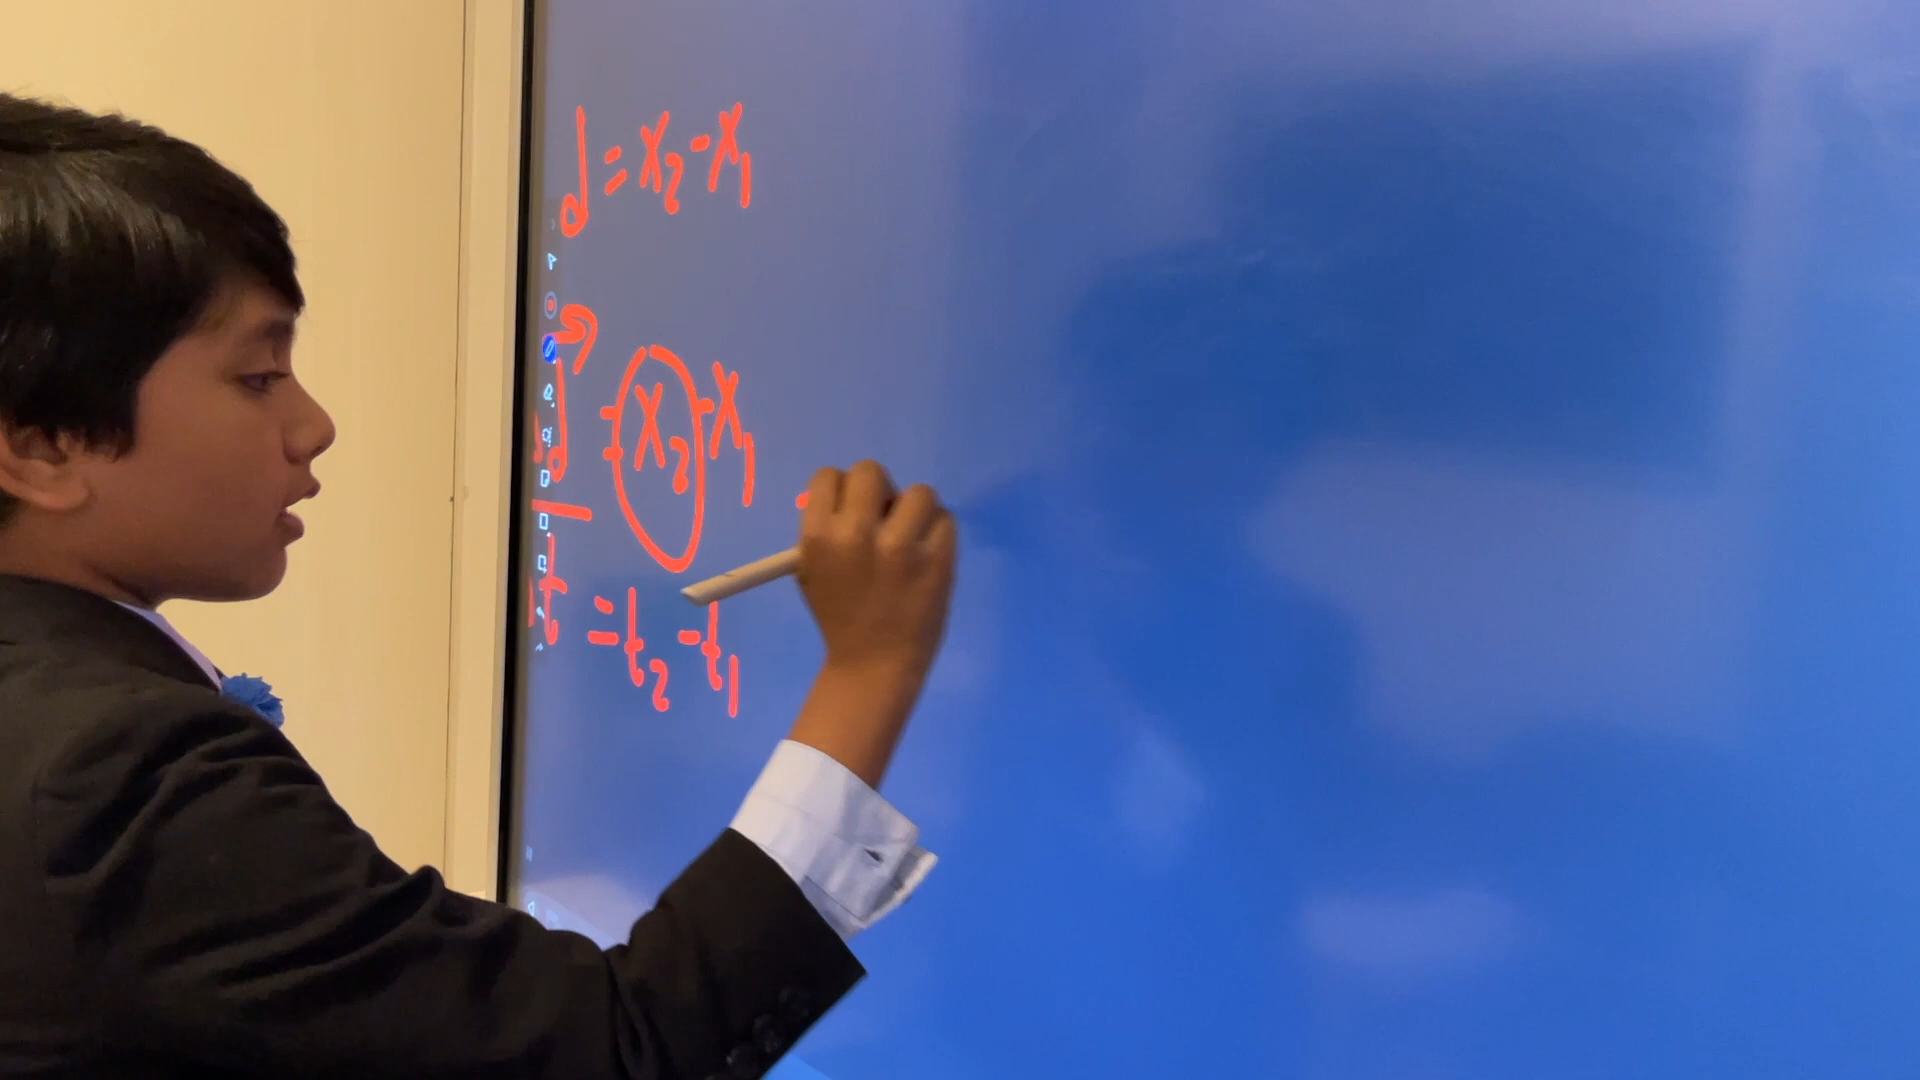 d = x₂ - x₁
d = x₂ - x₁
t = t₂ - t₁